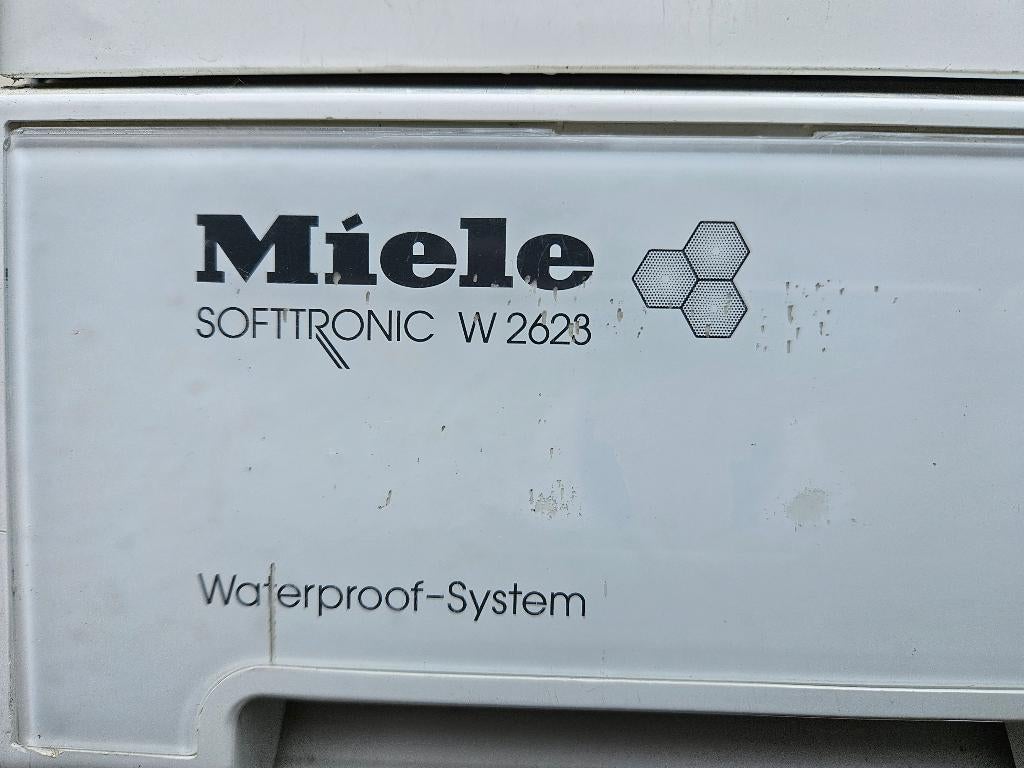 Miele
SOFTTRONIC W 2623
Waterproof-System